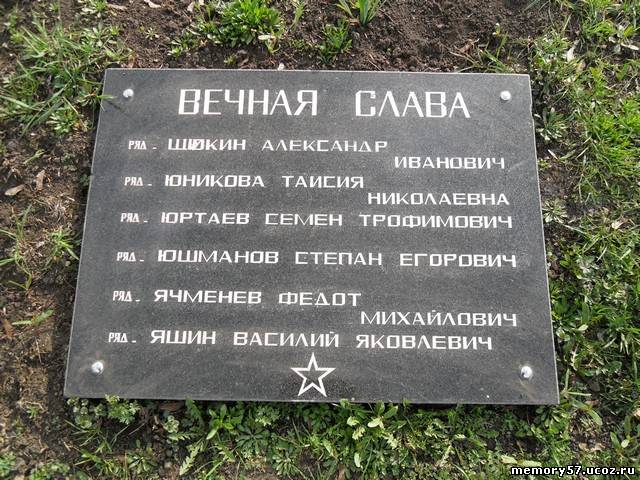 ВЕЧНАЯ СЛАВА
РЯД. ЩЮКИН АЛЕКСАНДР
ИВАНОВИЧ
РЯД. ЮНИКОВА ТАИСИЯ
НИКОЛАЕВНА
РЯД. ЮРТАЕВ СЕМЕН ТРОФИМОВИЧ
РЯД. ЮШМАНОВ СТЕПАН ЕГОРОВИЧ
РЯД. ЯЧМЕНЕВ ФЕДОТ
МИХАЙЛОВИЧ
РЯД. ЯШИН ВАСИЛИЙ ЯКОВЛЕВИЧ
memory57.ucoz.ru